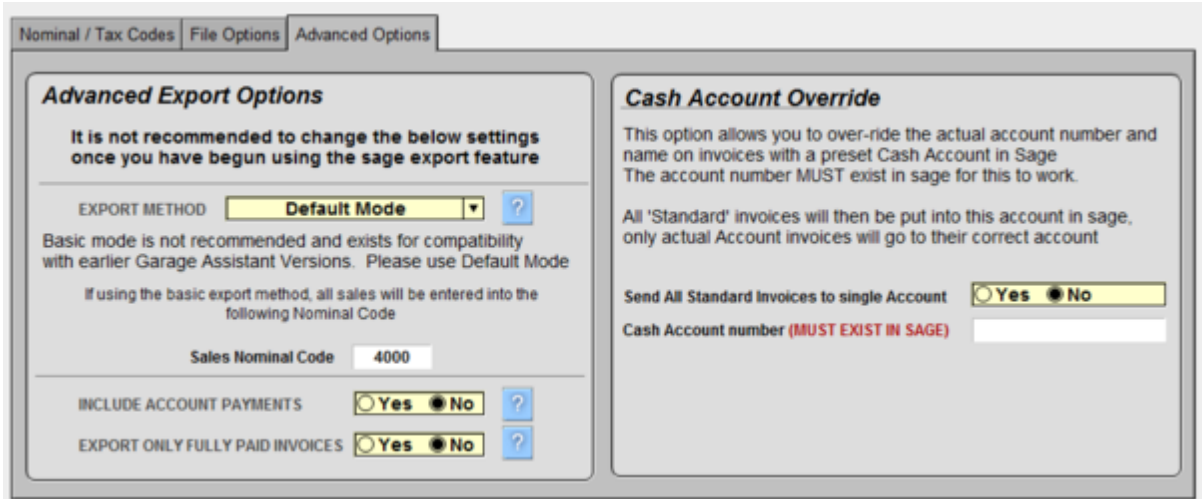 Nominal / Tax Codes File Options Advanced Options
Advanced Export Options
It is not recommended to change the below settings
once you have begun using the sage export feature
EXPORT METHOD Default Mode ?
Basic mode is not recommended and exists for compatibility
with earlier Garage Assistant Versions. Please use Default Mode
If using the basic export method, all sales will be entered into the
following Nominal Code
Sales Nominal Code 4000
INCLUDE ACCOUNT PAYMENTS Yes No ?
EXPORT ONLY FULLY PAID INVOICES Yes No ?
Cash Account Override
This option allows you to over-ride the actual account number and
name on invoices with a preset Cash Account in Sage
The account number MUST exist in sage for this to work.
All 'Standard' invoices will then be put into this account in sage,
only actual Account invoices will go to their correct account
Send All Standard Invoices to single Account Yes No
Cash Account number (MUST EXIST IN SAGE)